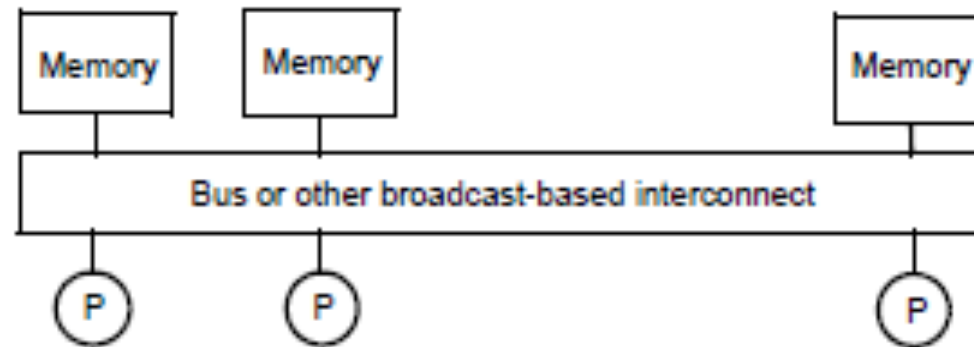 Memory Memory Memory
Bus or other broadcast-based interconnect
P P P